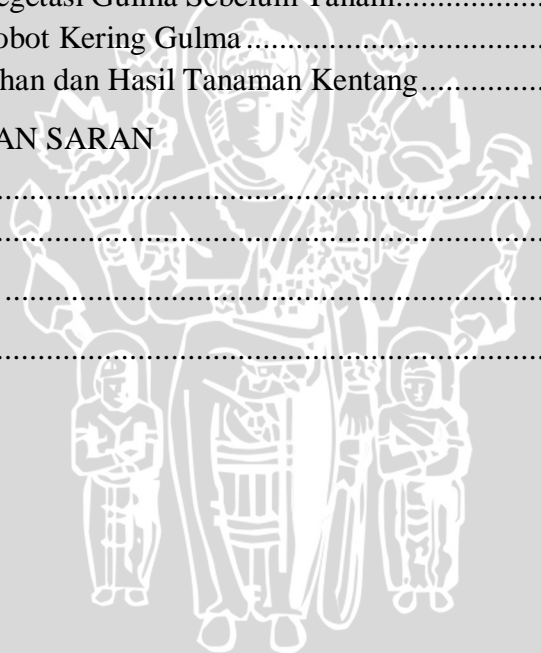 egetasi Gulma Sebelum Tanam..................
obot Kering Gulma..................................
han dan Hasil Tanaman Kentang..............
AN SARAN
................................................................
................................................................
................................................................
................................................................